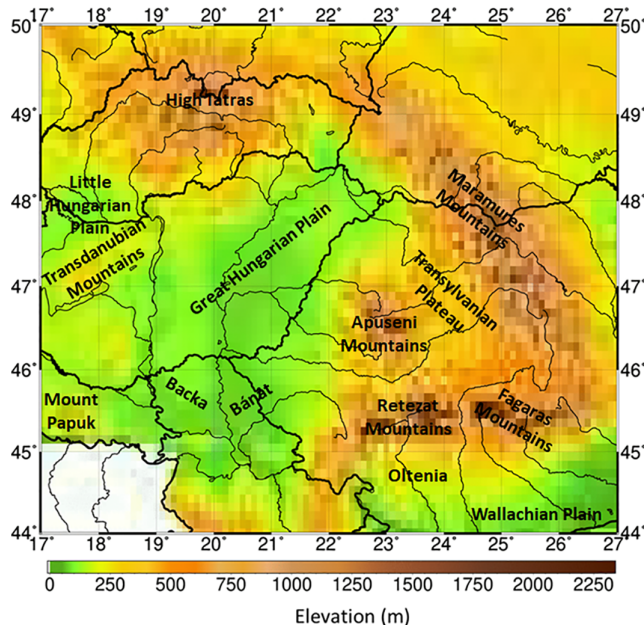 17° 18 19 20 21 22 23 24 25 26 27°
50°
50°
High Tatras
49°
49°
Little
Hungarian
Plain
Maramures
Mountains
48°
48°
Transdanubian
Mountains
Great Hungarian Plain
Transylvanian
Plateau
47°
47°
Apuseni
Mountains
46°
46°
Backa
Banat
Mount
Papuk
Retezat
Mountains
Fagaras
Mountains
45°
45°
Oltenia
Wallachian Plain
44°
44°
17° 18 19 20 21 22 23 24 25 26 27°
0 250 500 750 1000 1250 1500 1750 2000 2250
Elevation (m)